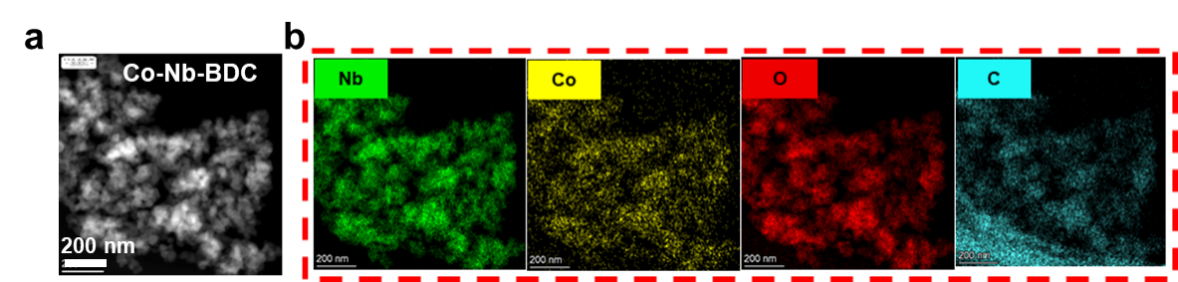 a
b
Co-Nb-BDC
Nb
Co
O
C
200 nm
200 nm
200 nm
200 nm
200 nm